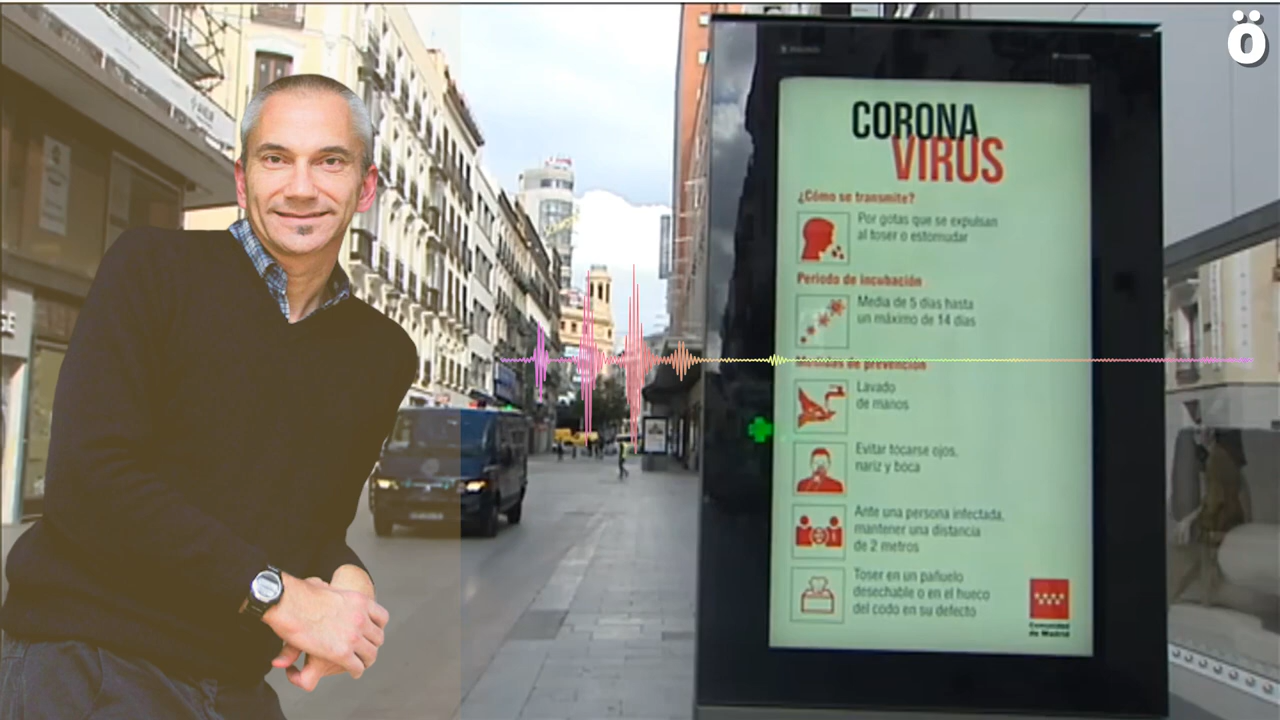 ö
CORONA
VIRUS
¿Cómo se transmite?
Por gotas que se expulsan
al toser o estornudar
Periodo de incubación
Media de 5 días hasta
un máximo de 14 días
Medidas de prevención
Lavado
de manos
Evitar tocarse ojos,
nariz y boca
Ante una persona infectada,
mantener una distancia
de 2 metros
Toser en un pañuelo
desechable o en el hueco
del codo en su defecto
Comunidad
de Madrid